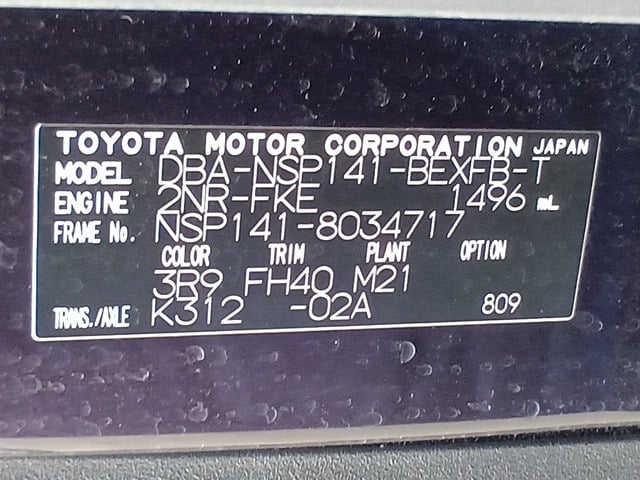 TOYOTA MOTOR CORPORATION JAPAN
MODEL DBA-NSP141-BEXFB-T
ENGINE 2NR-FKE 1496 mL
FRAME No. NSP141-8034717
COLOR TRIM PLANT OPTION
3R9 FH40 M21
TRANS./AXLE K312 -02A 809